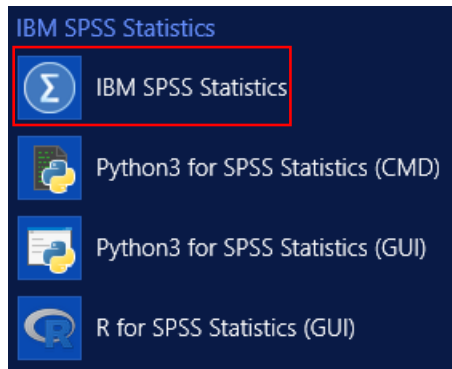 IBM SPSS Statistics
Σ IBM SPSS Statistics
Python3 for SPSS Statistics (CMD)
Python3 for SPSS Statistics (GUI)
R R for SPSS Statistics (GUI)